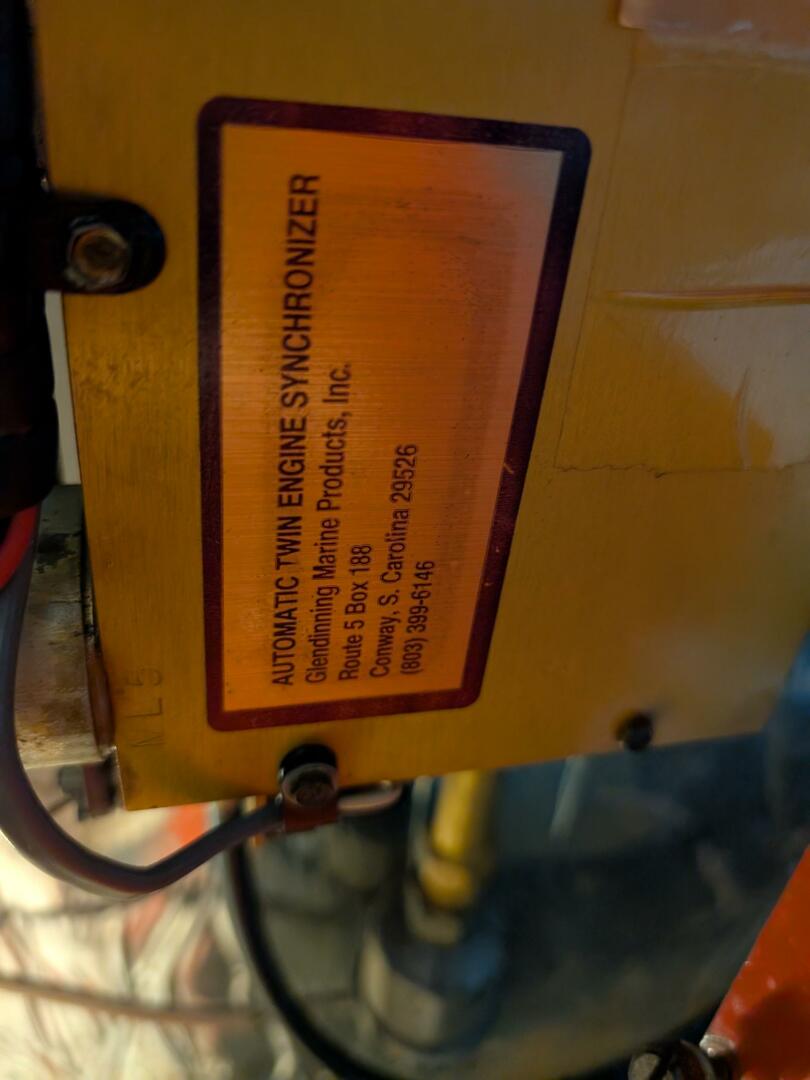 AUTOMATIC TWIN ENGINE SYNCHRONIZER
Glendinning Marine Products, Inc.
Route 5 Box 188
Conway, S. Carolina 29526
(803) 399-6146